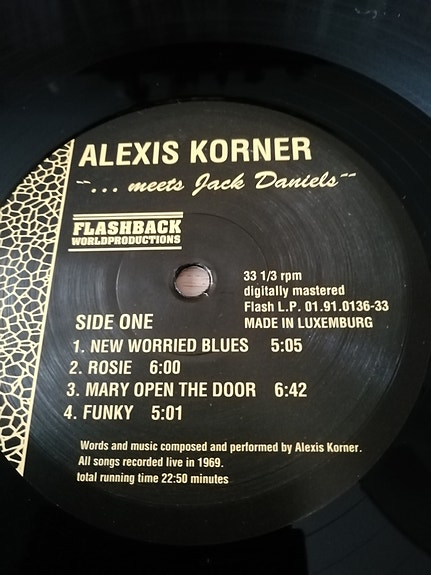 ALEXIS KORNER
"... meets Jack Daniels"
FLASHBACK
WORLDPRODUCTIONS
33 1/3 rpm
digitally mastered
Flash L.P. 01.91.0136-33
MADE IN LUXEMBURG
SIDE ONE
1. NEW WORRIED BLUES 5:05
2. ROSIE 6:00
3. MARY OPEN THE DOOR 6:42
4. FUNKY 5:01
Words and music composed and performed by Alexis Korner.
All songs recorded live in 1969.
total running time 22:50 minutes